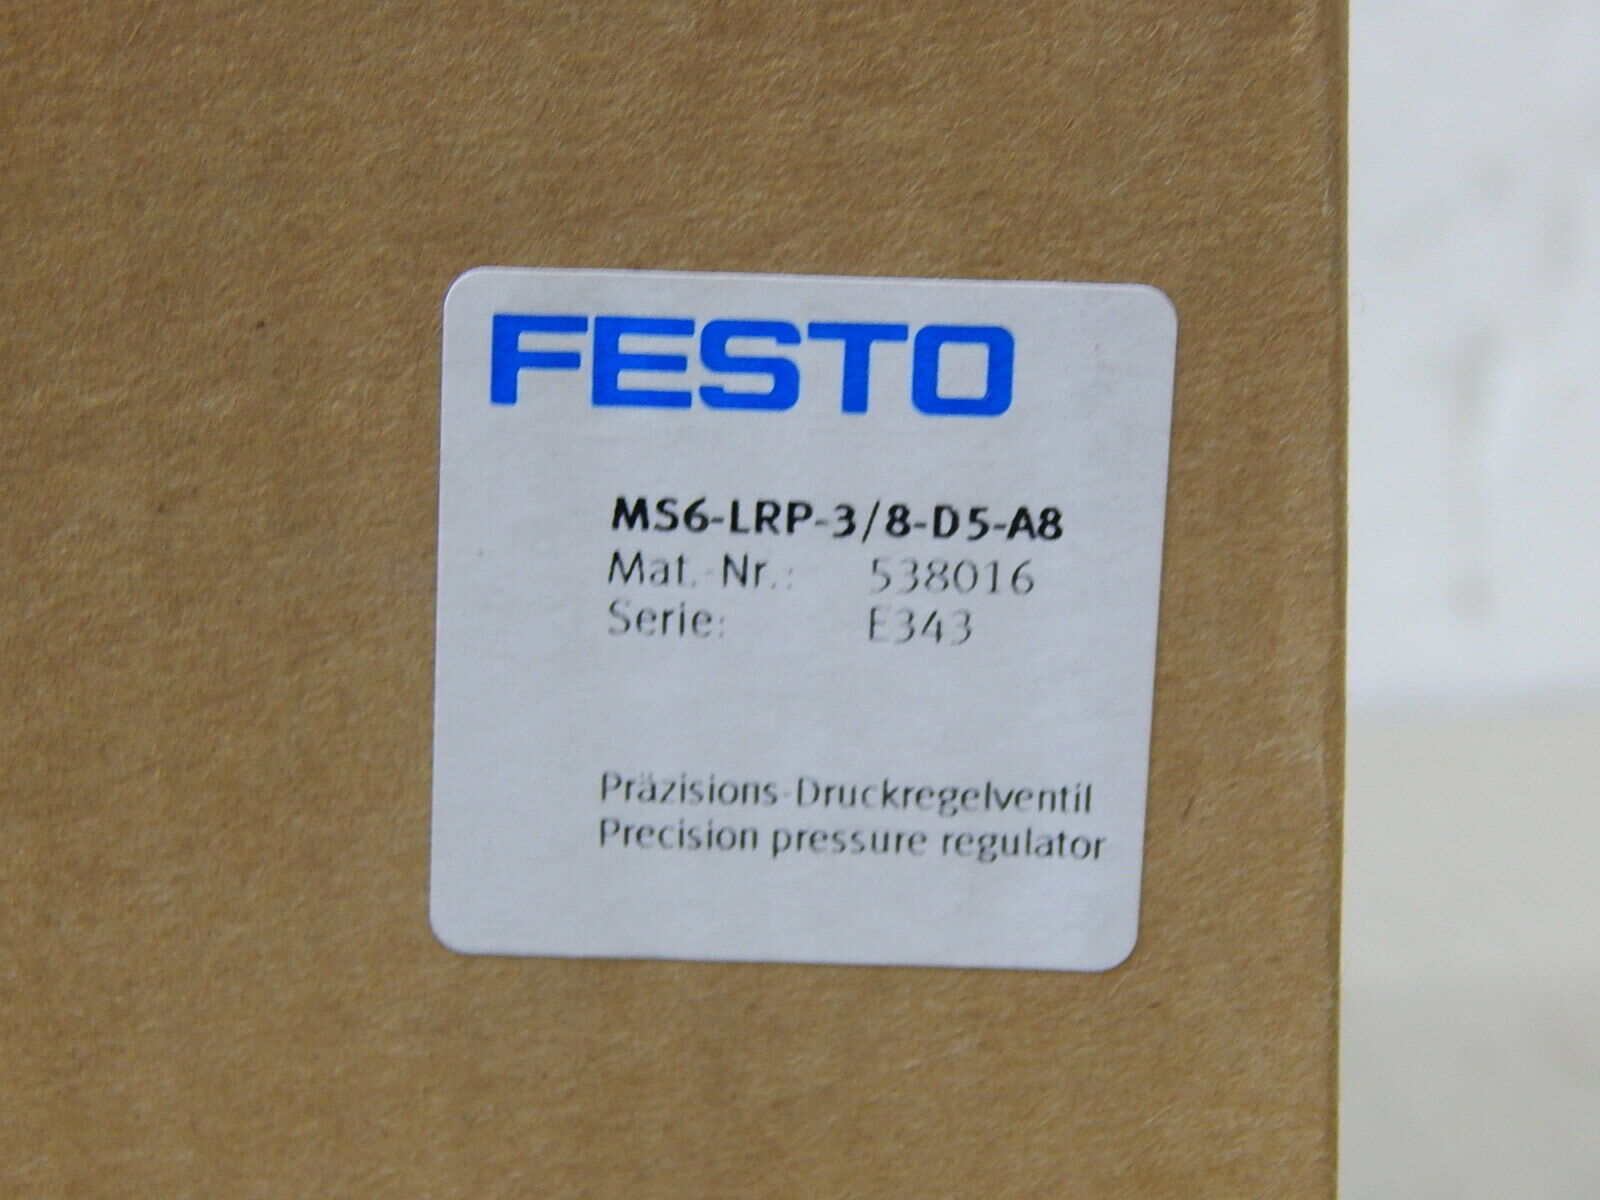 FESTO
MS6-LRP-3/8-D5-A8
Mat.-Nr.: 538016
Serie: E343
Präzisions-Druckregelventil
Precision pressure regulator